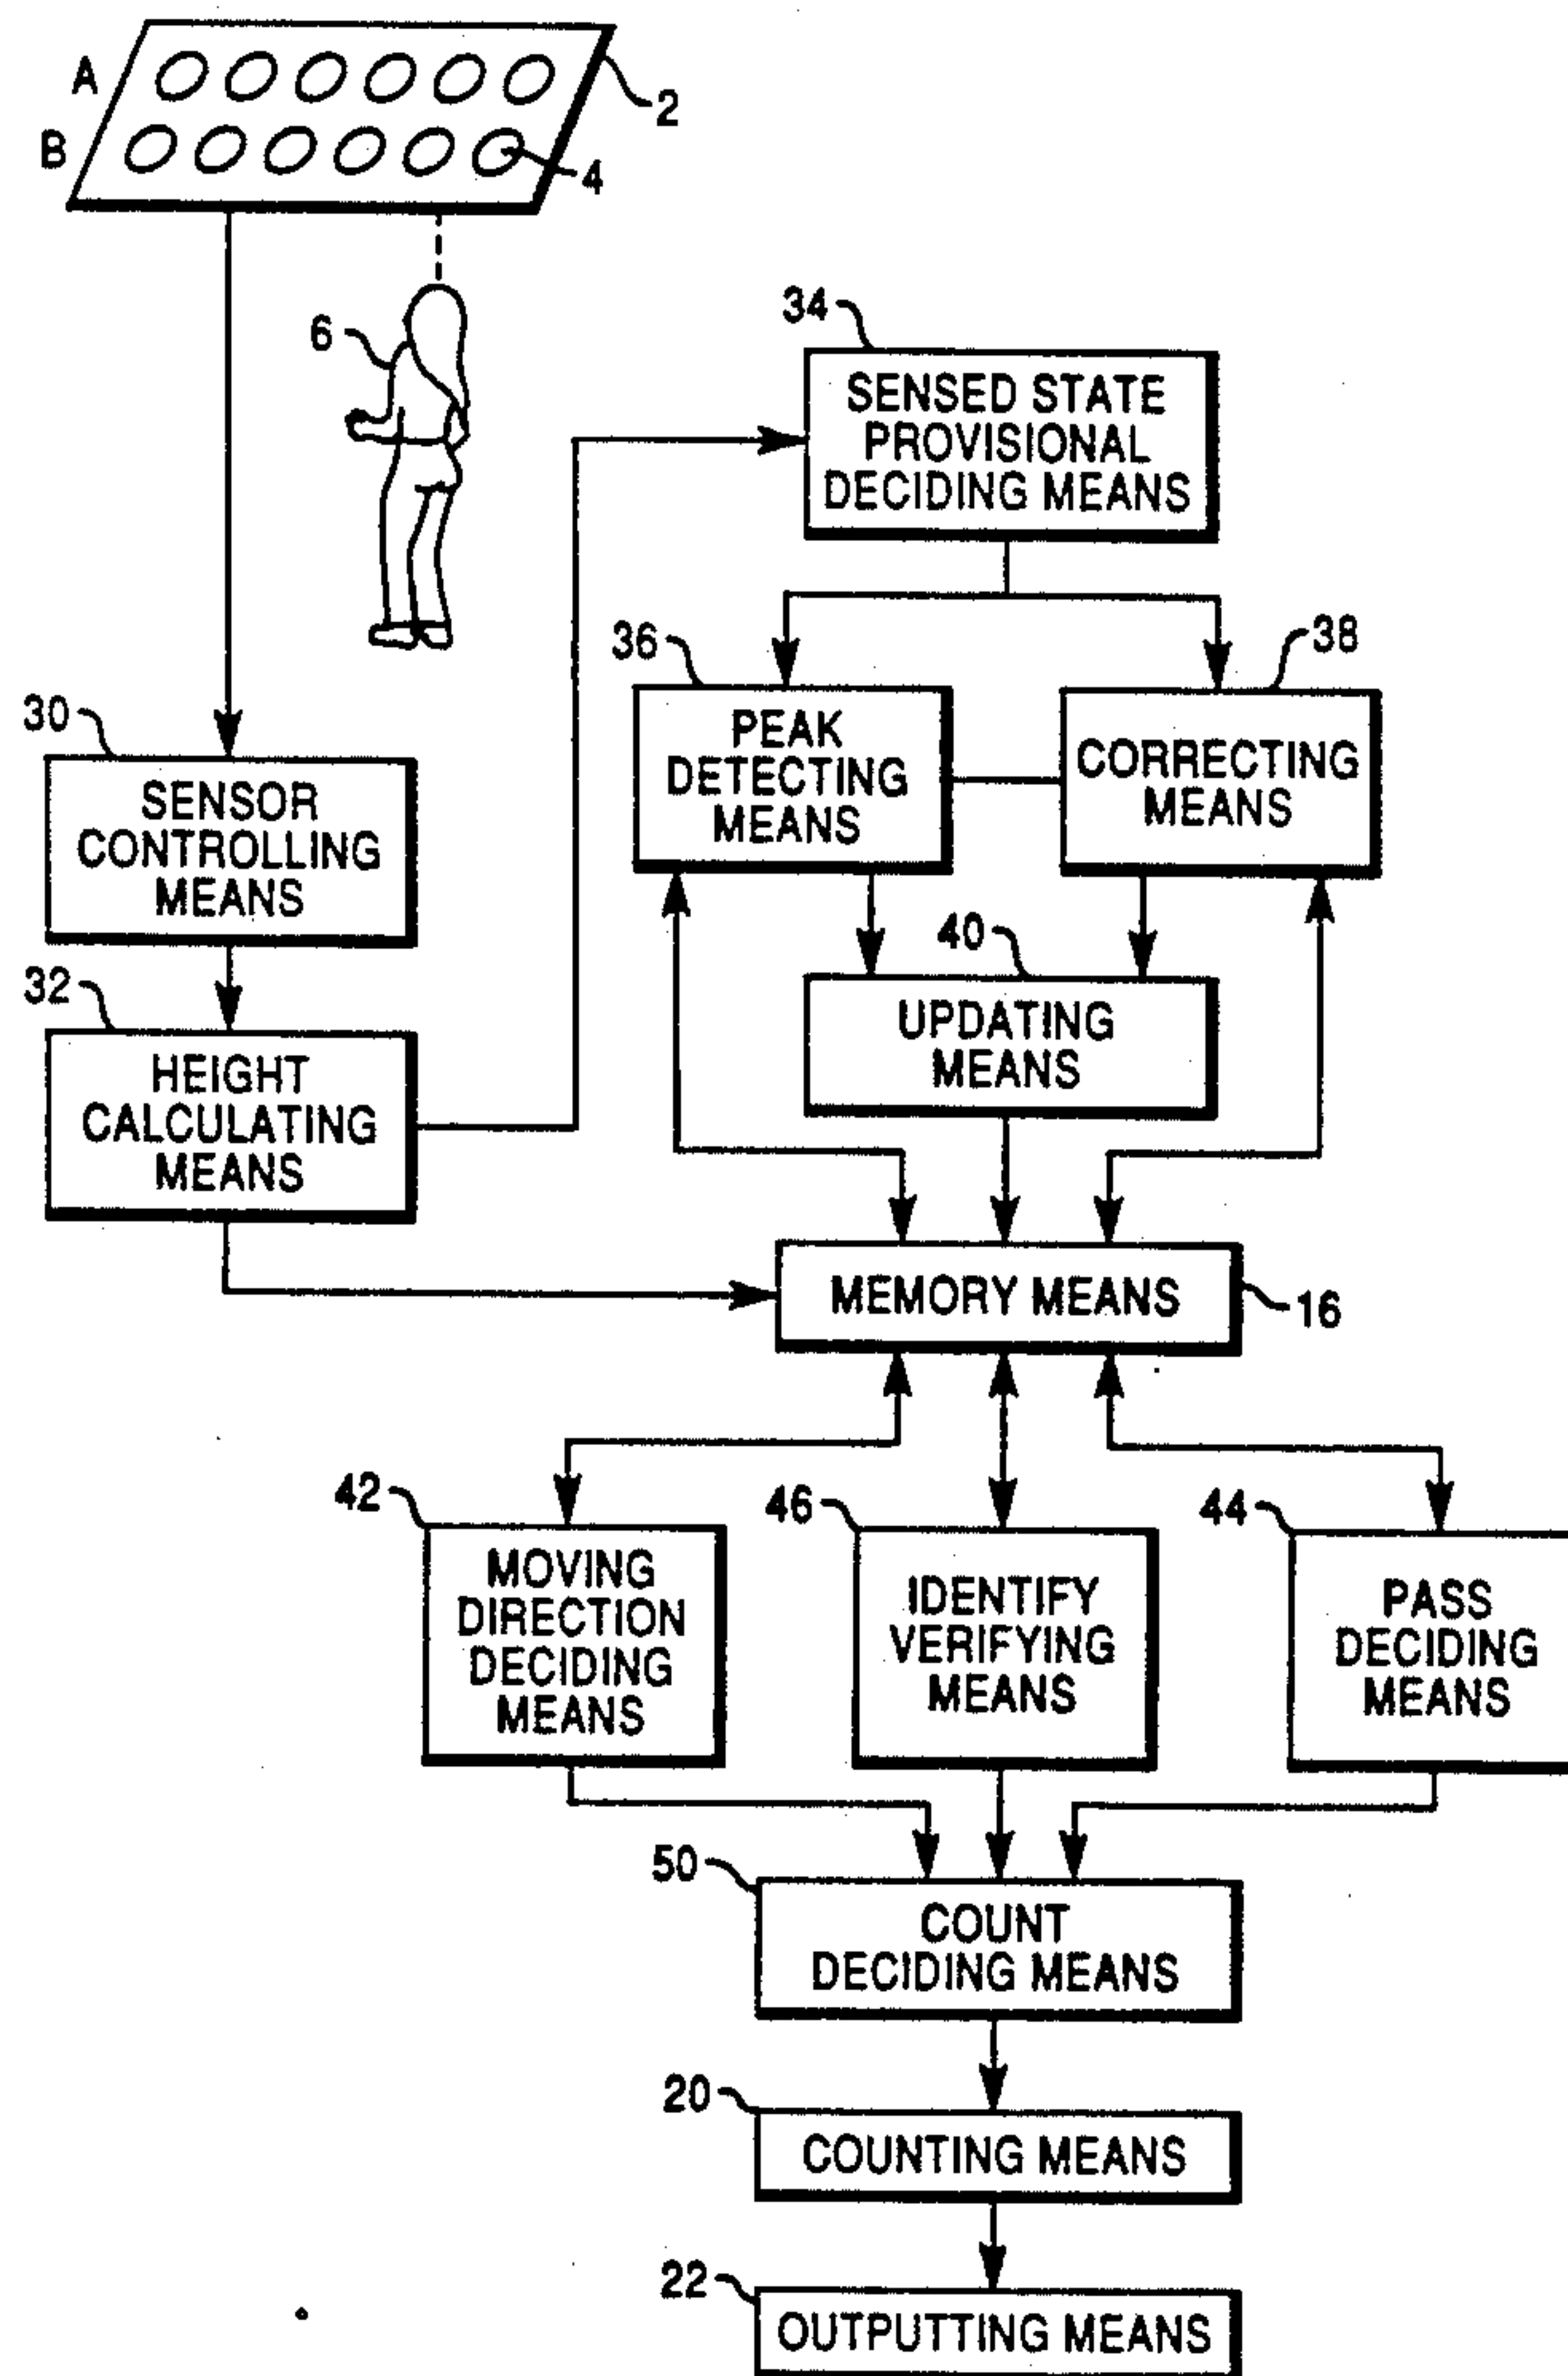 A
2
B
4
6
34
SENSED STATE
PROVISIONAL
DECIDING MEANS
36
38
PEAK
DETECTING
MEANS
CORRECTING
MEANS
30
SENSOR
CONTROLLING
MEANS
40
UPDATING
MEANS
32
HEIGHT
CALCULATING
MEANS
MEMORY MEANS
16
42
46
44
MOVING
DIRECTION
DECIDING
MEANS
IDENTIFY
VERIFYING
MEANS
PASS
DECIDING
MEANS
50
COUNT
DECIDING MEANS
20
COUNTING MEANS
22
OUTPUTTING MEANS